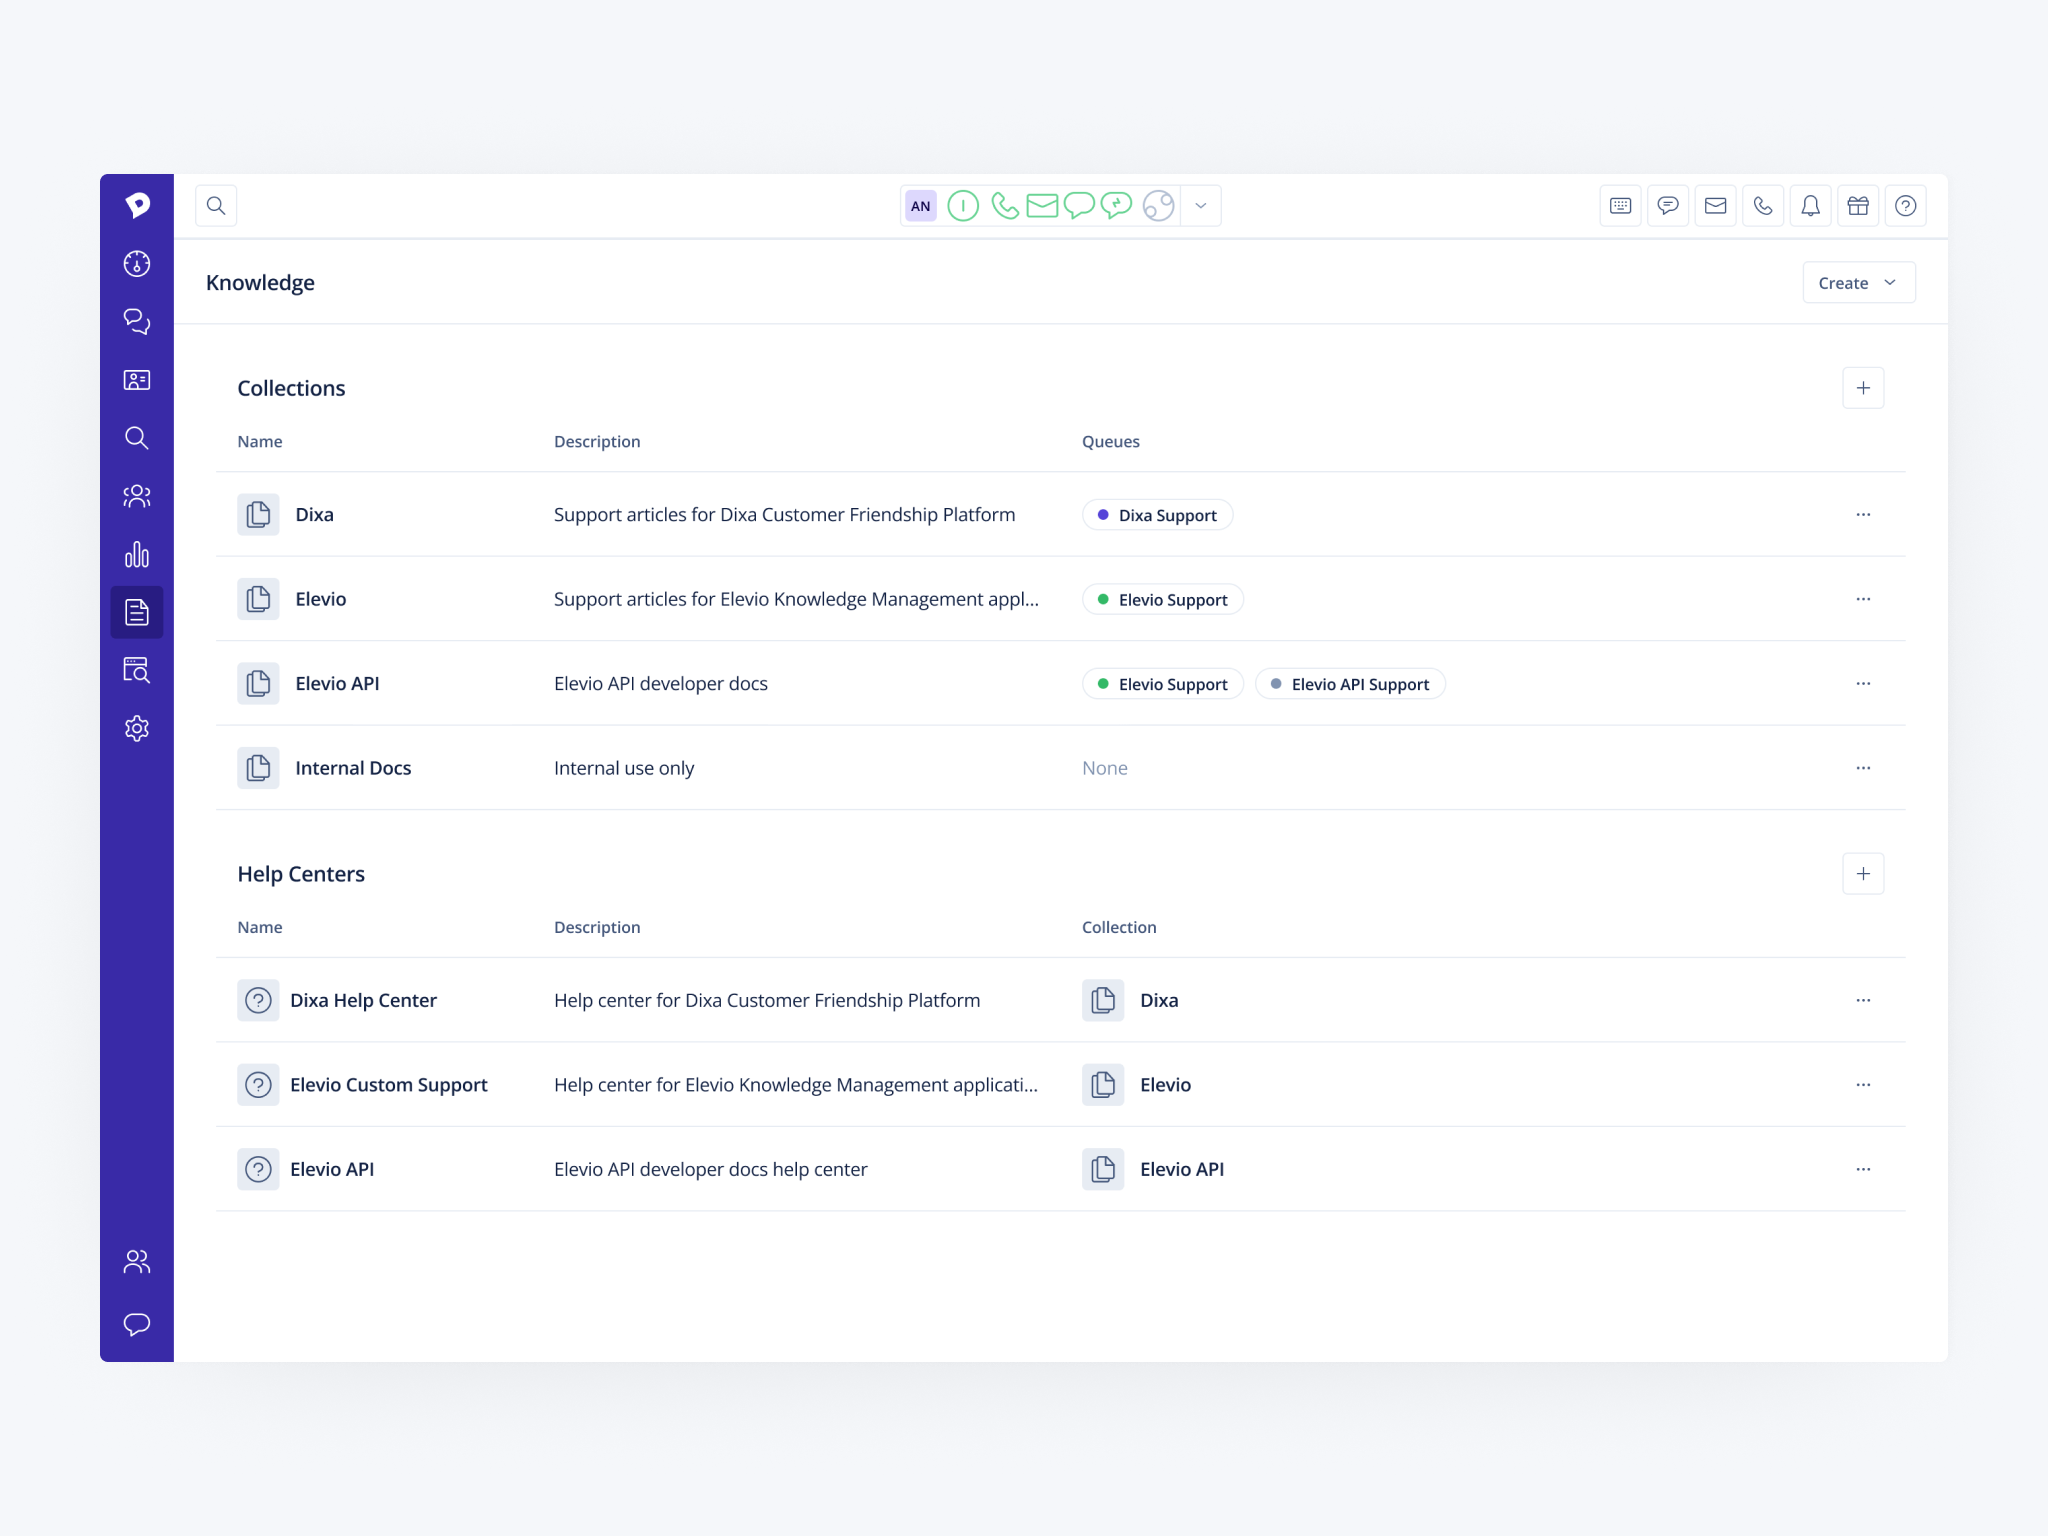 AN
Knowledge
Create
Collections
Name Description Queues
Dixa Support articles for Dixa Customer Friendship Platform Dixa Support
Elevio Support articles for Elevio Knowledge Management appl... Elevio Support
Elevio API Elevio API developer docs Elevio Support Elevio API Support
Internal Docs Internal use only None
Help Centers
Name Description Collection
Dixa Help Center Help center for Dixa Customer Friendship Platform Dixa
Elevio Custom Support Help center for Elevio Knowledge Management applicati... Elevio
Elevio API Elevio API developer docs help center Elevio API